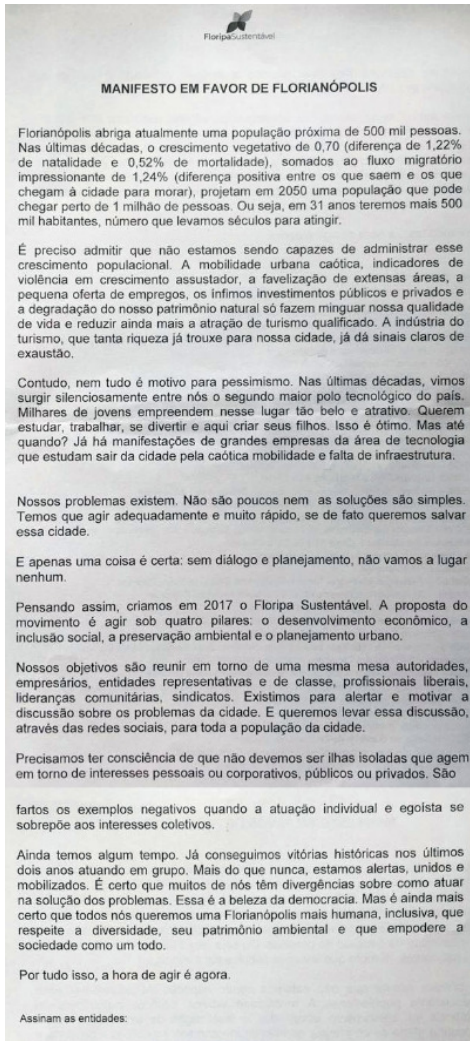 FloripaSustentável
MANIFESTO EM FAVOR DE FLORIANÓPOLIS
Florianópolis abriga atualmente uma população próxima de 500 mil pessoas.
Nas últimas décadas, o crescimento vegetativo de 0,70 (diferença de 1,22%
de natalidade e 0,52% de mortalidade), somados ao fluxo migratório
impressionante de 1,24% (diferença positiva entre os que saem e os que
chegam á cidade para morar), projetam em 2050 uma população que pode
chegar perto de 1 milhão de pessoas. Ou seja, em 31 anos teremos mais 500
mil habitantes, número que levamos séculos para atingir.
É preciso admitir que não estamos sendo capazes de administrar esse
crescimento populacional. A mobilidade urbana caótica, indicadores de
violência em crescimento assustador, a favelização de extensas áreas, a
pequena oferta de empregos, os ínfimos investimentos públicos e privados e
a degradação do nosso patrimônio natural só fazem minguar nossa qualidade
de vida e reduzir ainda mais a atração de turismo qualificado. A indústria do
turismo, que tanta riqueza já trouxe para nossa cidade, já dá sinais claros de
exaustão.
Contudo, nem tudo é motivo para pessimismo. Nas últimas décadas, vimos
surgir silenciosamente entre nós o segundo maior polo tecnológico do país.
Milhares de jovens empreendem nesse lugar tão belo e atrativo. Querem
estudar, trabalhar, se divertir e aqui criar seus filhos. Isso é ótimo. Mas até
quando? Já há manifestações de grandes empresas da área de tecnologia
que estudam sair da cidade pela caótica mobilidade e falta de infraestrutura.
Nossos problemas existem. Não são poucos nem as soluções são simples.
Temos que agir adequadamente e muito rápido, se de fato queremos salvar
essa cidade.
E apenas uma coisa é certa: sem diálogo e planejamento, não vamos a lugar
nenhum.
Pensando assim, criamos em 2017 o Floripa Sustentável. A proposta do
movimento é agir sob quatro pilares: o desenvolvimento econômico, a
inclusão social, a preservação ambiental e o planejamento urbano.
Nossos objetivos são reunir em torno de uma mesma mesa autoridades,
empresários, entidades representativas e de classe, profissionais liberais,
lideranças comunitárias, sindicatos. Existimos para alertar e motivar a
discussão sobre os problemas da cidade. E queremos levar essa discussão,
através das redes sociais, para toda a população da cidade.
Precisamos ter consciência de que não devemos ser ilhas isoladas que agem
em torno de interesses pessoais ou corporativos, públicos ou privados. São
fartos os exemplos negativos quando a atuação individual e egoísta se
sobrepõe aos interesses coletivos.
Ainda temos algum tempo. Já conseguimos vitórias históricas nos últimos
dois anos atuando em grupo. Mais do que nunca, estamos alertas, unidos e
mobilizados. É certo que muitos de nós têm divergências sobre como atuar
na solução dos problemas. Essa é a beleza da democracia. Mas é ainda mais
certo que todos nós queremos uma Florianópolis mais humana, inclusiva, que
respeite a diversidade, seu patrimônio ambiental e que empodere a
sociedade como um todo.
Por tudo isso, a hora de agir é agora.
Assinam as entidades: